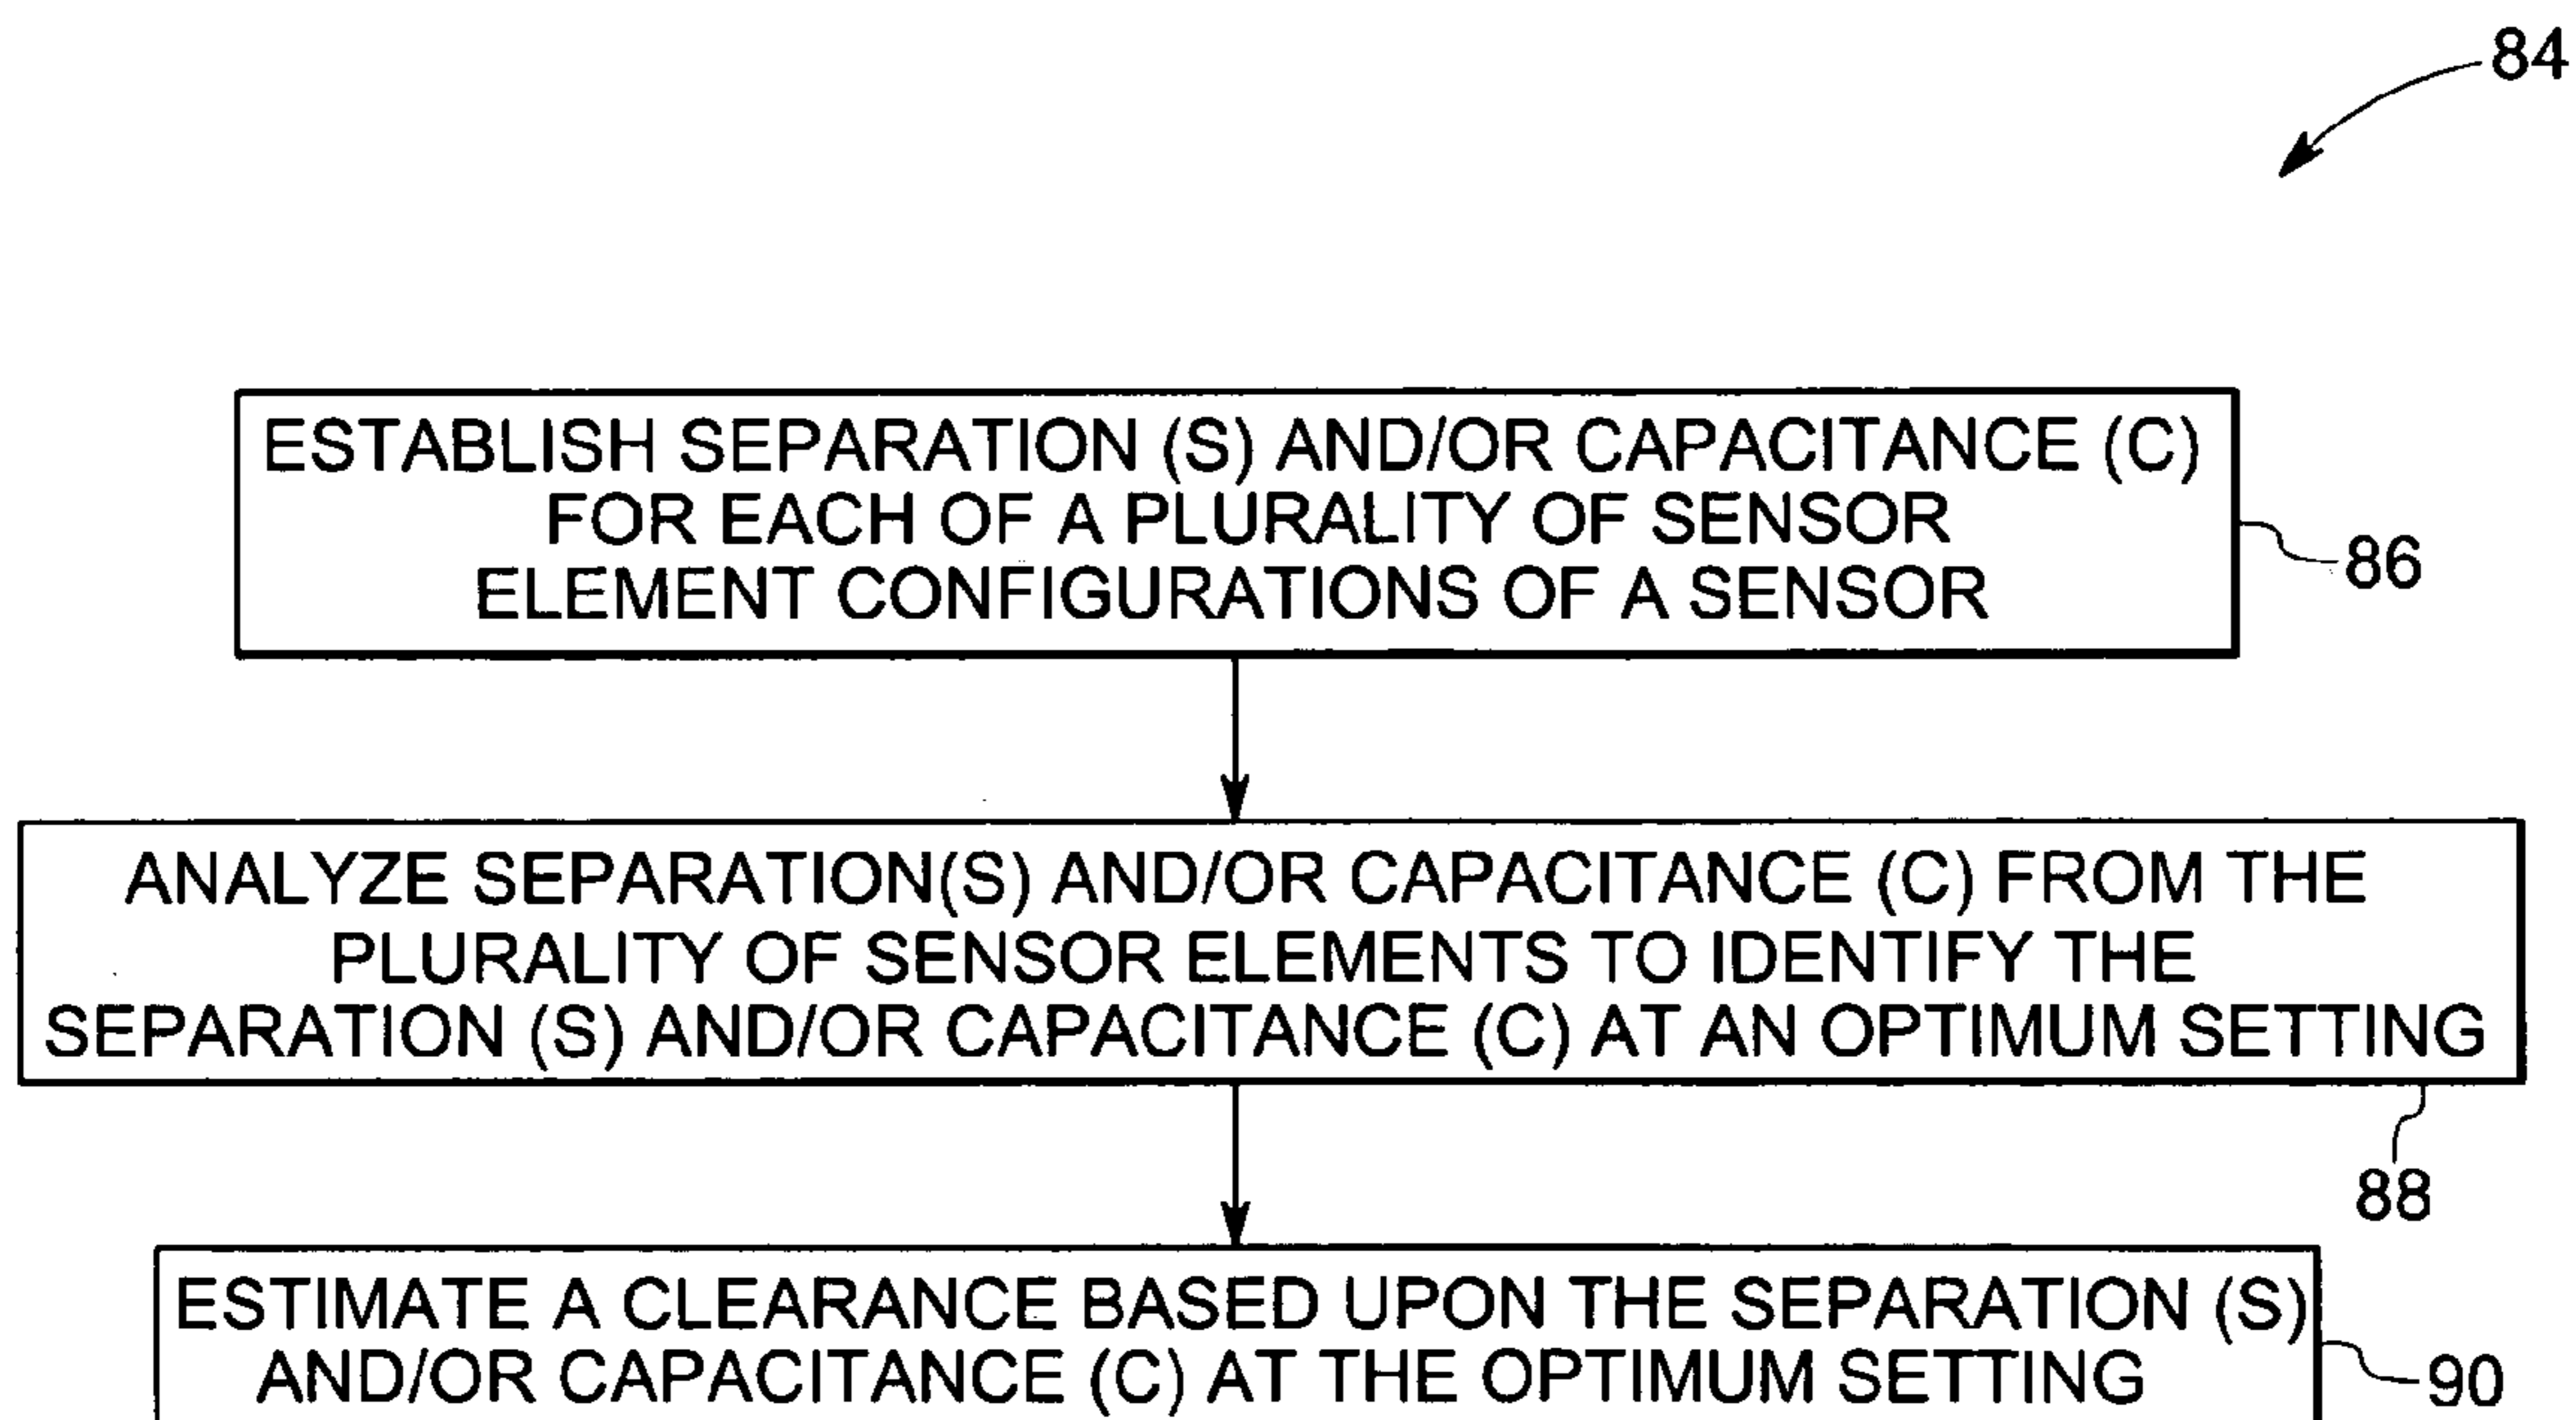 84
ESTABLISH SEPARATION (S) AND/OR CAPACITANCE (C)
FOR EACH OF A PLURALITY OF SENSOR
ELEMENT CONFIGURATIONS OF A SENSOR
86
ANALYZE SEPARATION(S) AND/OR CAPACITANCE (C) FROM THE
PLURALITY OF SENSOR ELEMENTS TO IDENTIFY THE
SEPARATION (S) AND/OR CAPACITANCE (C) AT AN OPTIMUM SETTING
88
ESTIMATE A CLEARANCE BASED UPON THE SEPARATION (S)
AND/OR CAPACITANCE (C) AT THE OPTIMUM SETTING
90